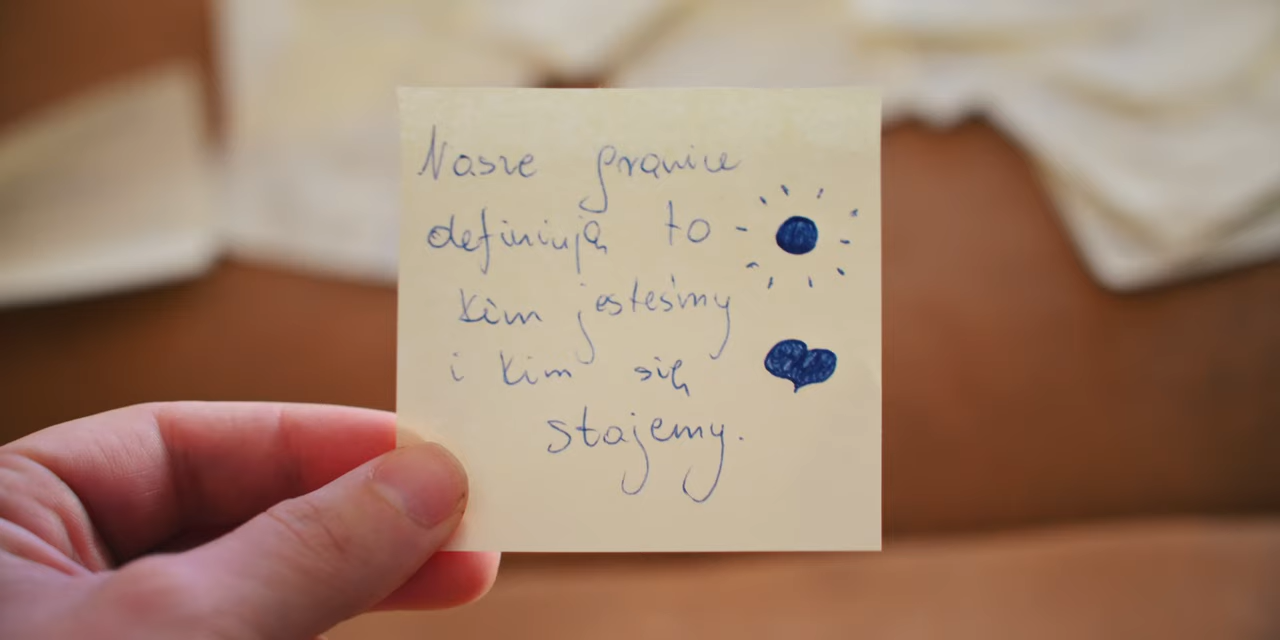 Nasze granice
definiują to
kim jesteśmy
i kim się
stajemy.